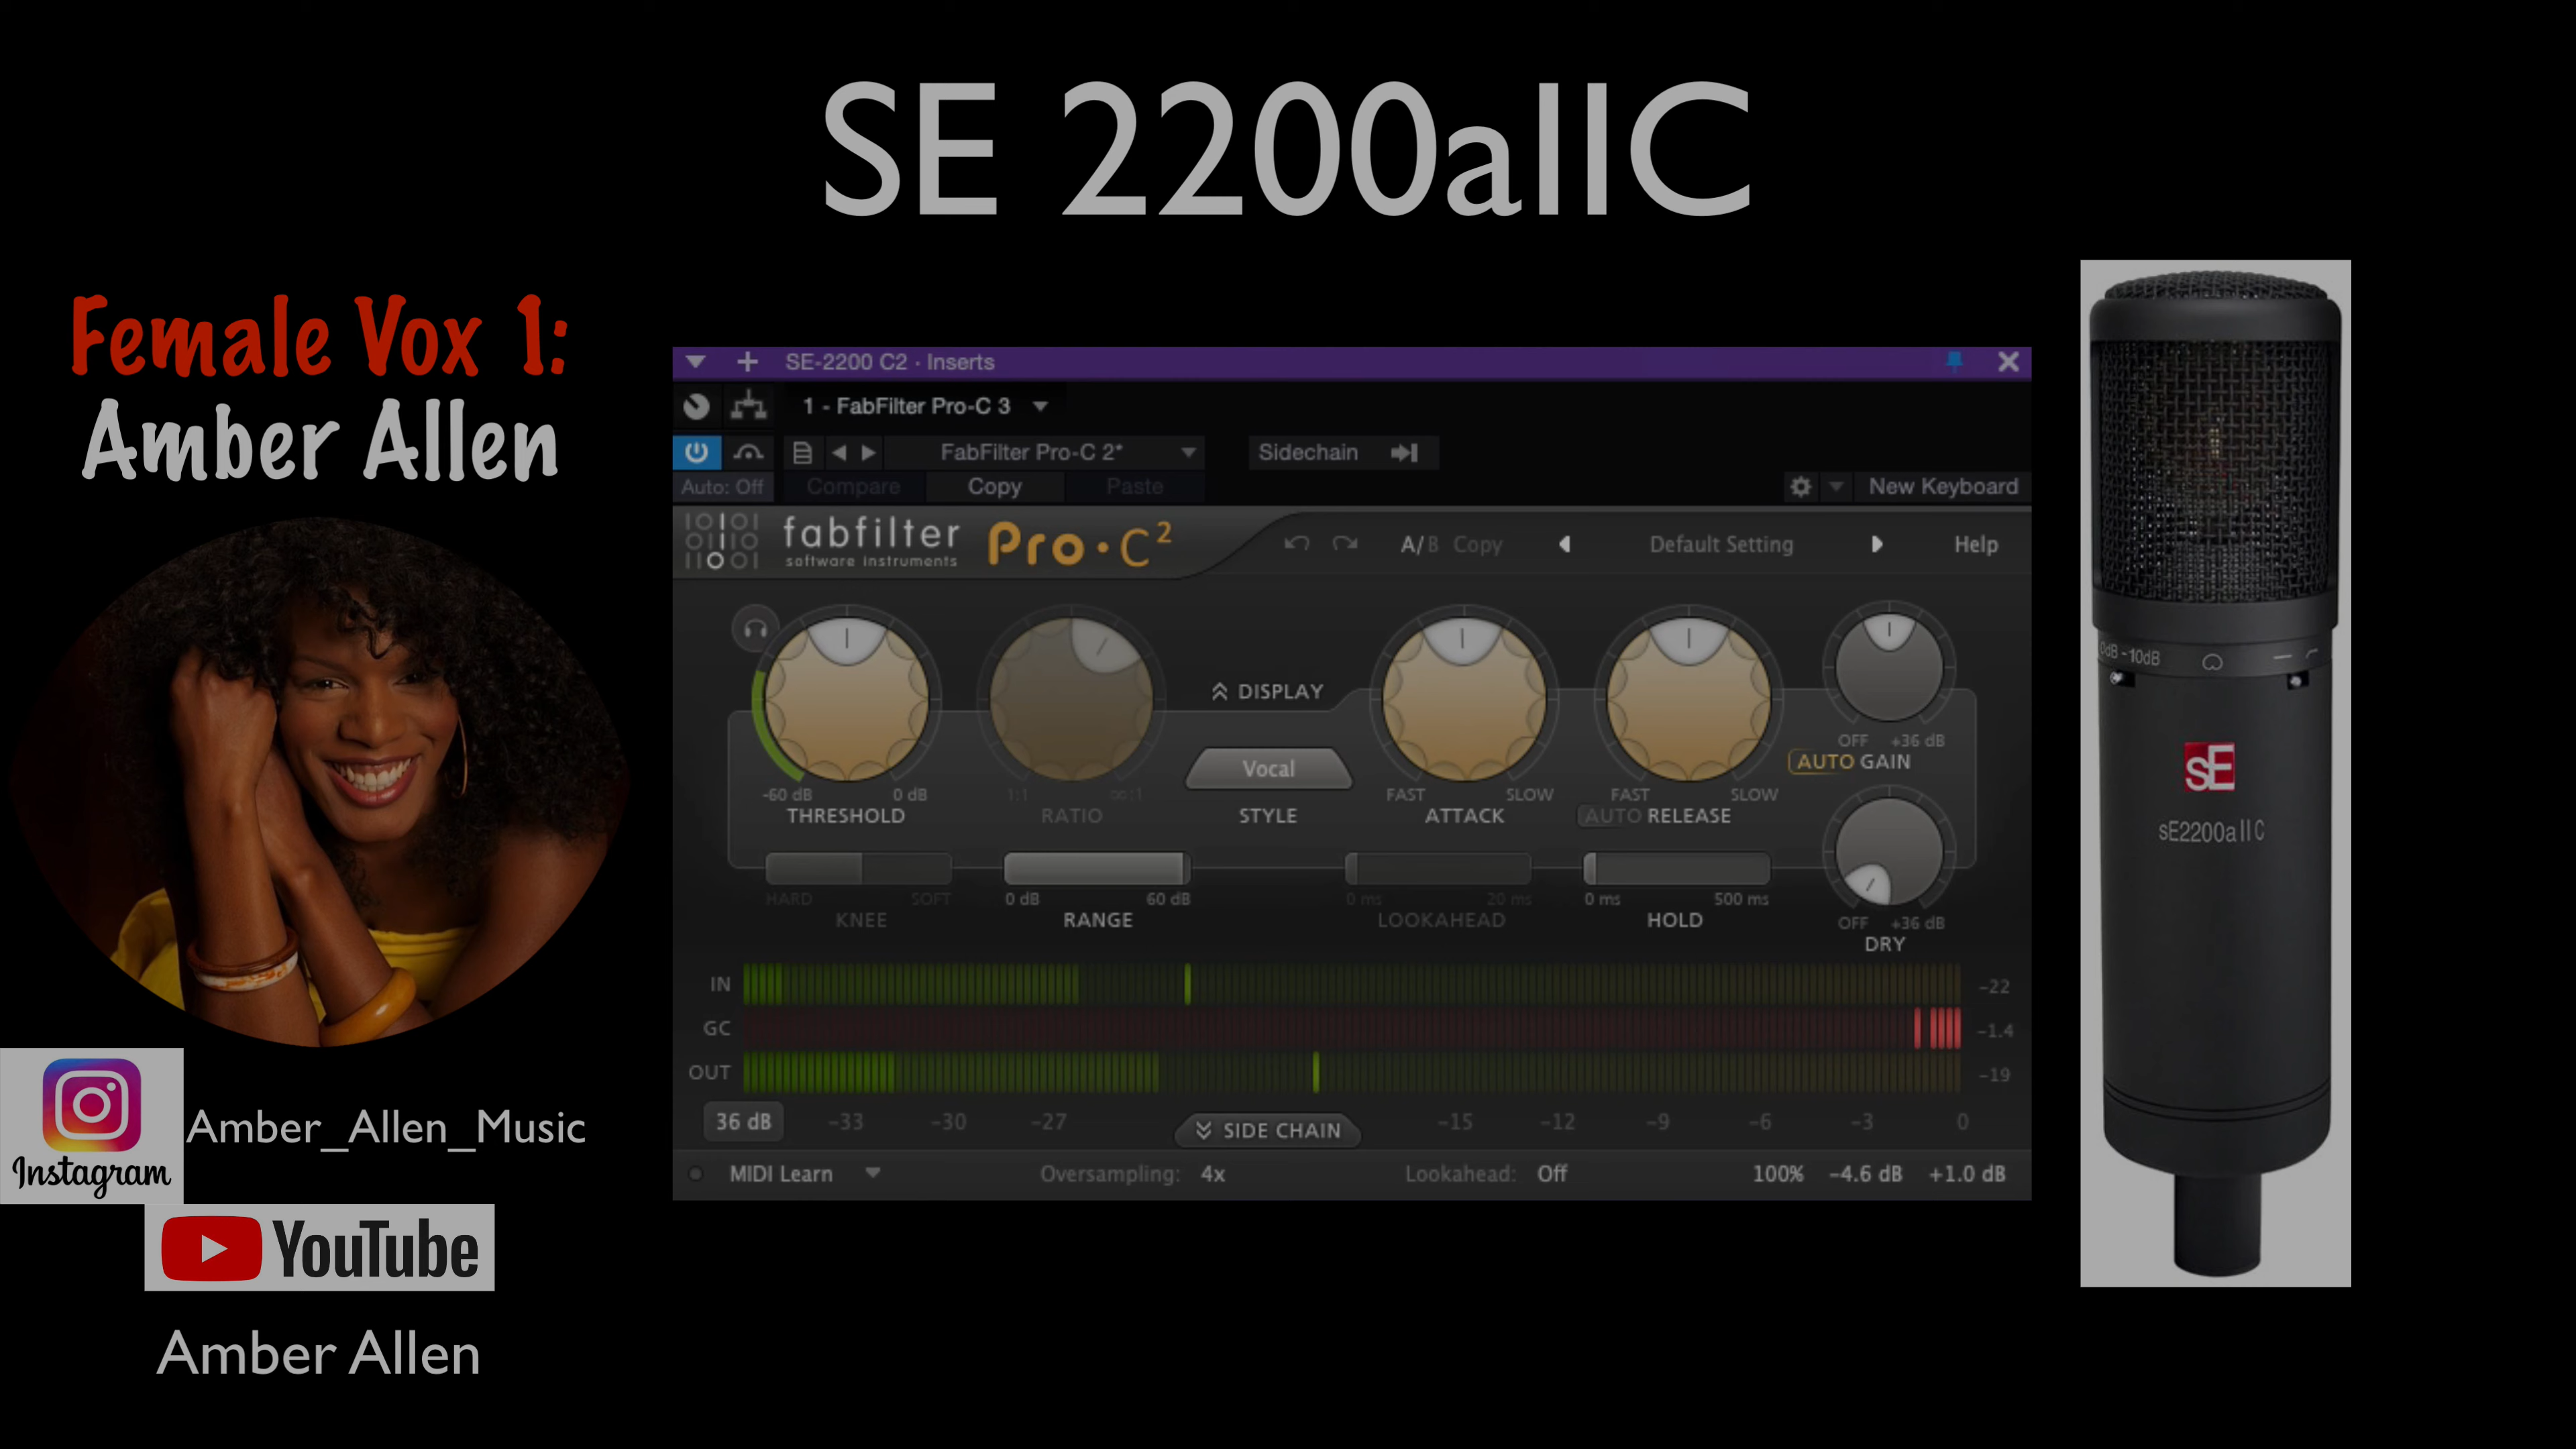 SE 2200aIIC
Female Vox 1:
Amber Allen
Instagram
Amber_Allen_Music
YouTube
Amber Allen
SE-2200 C2 · Inserts
1 - FabFilter Pro-C 3
FabFilter Pro-C 2*
Sidechain
Auto: Off
Compare
Copy
Paste
New Keyboard
fabfilter
software instruments
Pro·C²
A/B Copy
Default Setting
Help
DISPLAY
-60 dB 0 dB
THRESHOLD
1:1 ∞:1
RATIO
Vocal
STYLE
FAST SLOW
ATTACK
FAST SLOW
AUTO RELEASE
OFF +36 dB
AUTO GAIN
HARD SOFT
KNEE
0 dB 60 dB
RANGE
0 ms 20 ms
LOOKAHEAD
0 ms 500 ms
HOLD
OFF +36 dB
DRY
IN -22
GC -1.4
OUT -19
36 dB -33 -30 -27 -15 -12 -9 -6 -3 0
SIDE CHAIN
MIDI Learn
Oversampling: 4x
Lookahead: Off
100% -4.6 dB +1.0 dB
0dB -10dB
sE
sE2200aII C